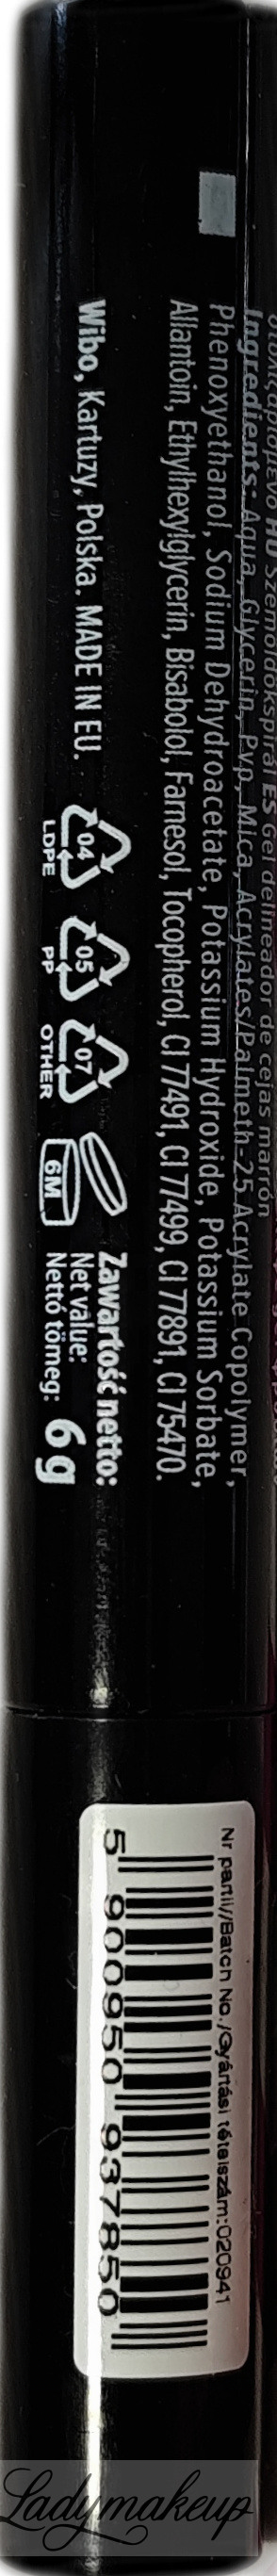 HU Szemöldökspirál ES Gel delineador de cejas marrón
Ingredients: Aqua, Glycerin, Pvp, Mica, Acrylates/Palmeth-25 Acrylate Copolymer,
Phenoxyethanol, Sodium Dehydroacetate, Potassium Hydroxide, Potassium Sorbate,
Allantoin, Ethylhexylglycerin, Bisabolol, Farnesol, Tocopherol, CI 77491, CI 77499, CI 77891, CI 75470.
Wibo, Kartuzy, Polska. MADE IN EU.
04
LDPE
05
PP
07
OTHER
6M
Zawartość netto:
Net value:
Nettó tömeg:
6 g
Nr partii//Batch No./Gyártási tételszám:020941
5 900950 937850
Ladymakeup